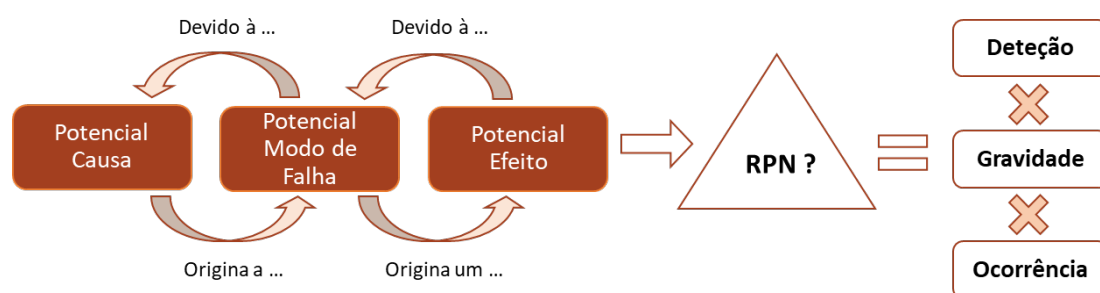 Devido à ...
Devido à ...
Potencial
Causa
Potencial
Modo de
Falha
Potencial
Efeito
Origina a ...
Origina um ...
RPN ?
Deteção
Gravidade
Ocorrência